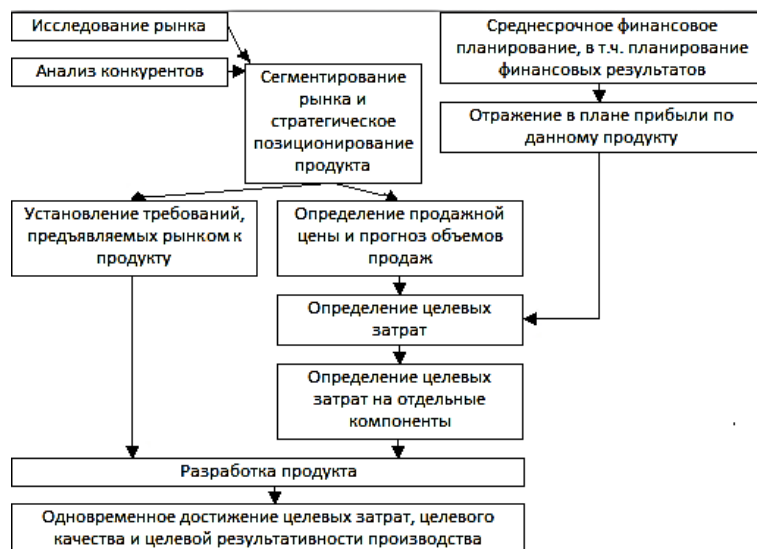 Исследование рынка
Анализ конкурентов
Сегментирование
рынка и
стратегическое
позиционирование
продукта
Среднесрочное финансовое
планирование, в т.ч. планирование
финансовых результатов
Отражение в плане прибыли по
данному продукту
Установление требований,
предъявляемых рынком к
продукту
Определение продажной
цены и прогноз объемов
продаж
Определение целевых
затрат
Определение целевых
затрат на отдельные
компоненты
Разработка продукта
Одновременное достижение целевых затрат, целевого
качества и целевой результативности производства